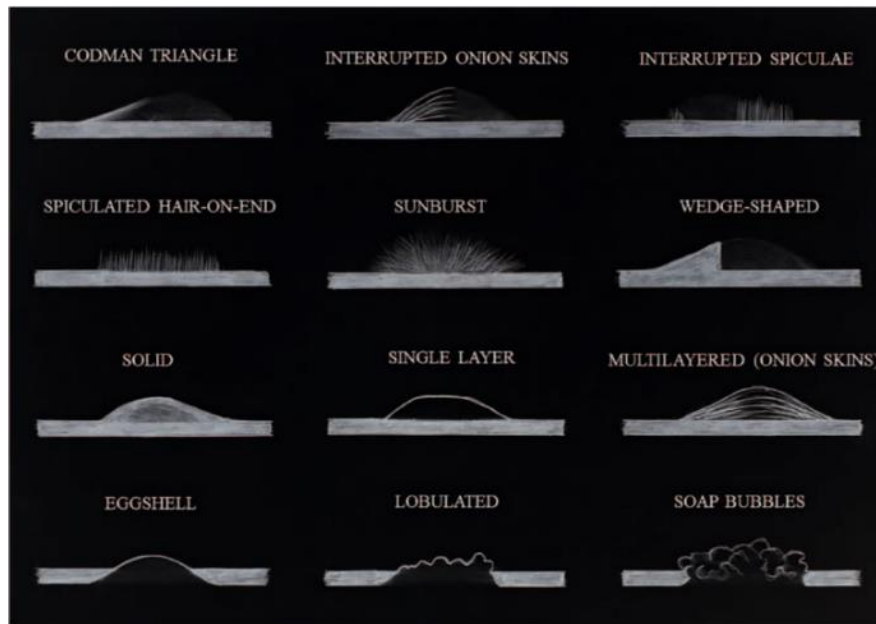 CODMAN TRIANGLE
INTERRUPTED ONION SKINS
INTERRUPTED SPICULAE
SPICULATED HAIR-ON-END
SUNBURST
WEDGE-SHAPED
SOLID
SINGLE LAYER
MULTILAYERED (ONION SKINS)
EGGSHELL
LOBULATED
SOAP BUBBLES